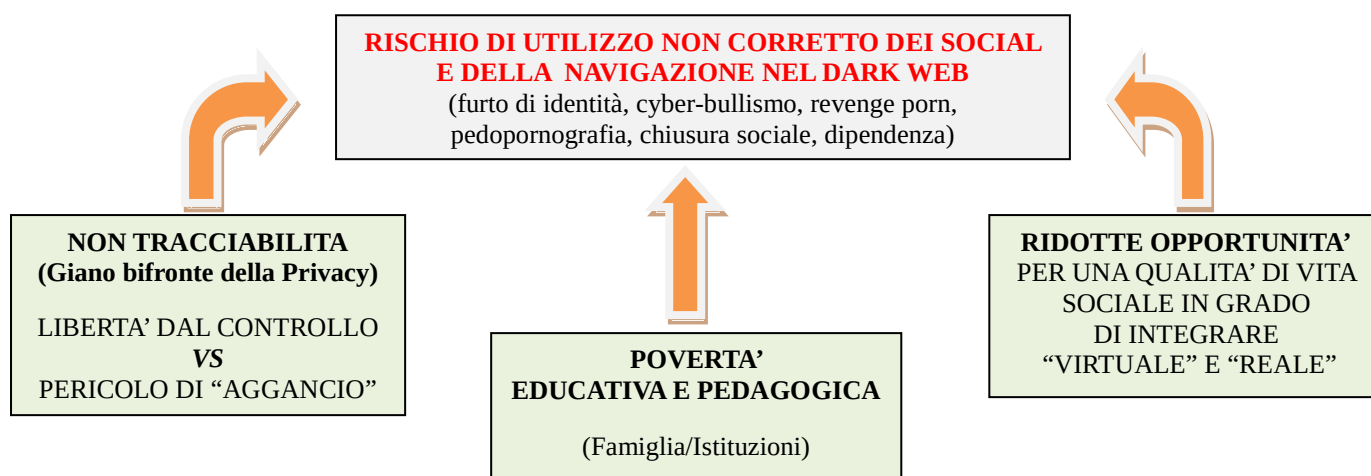 RISCHIO DI UTILIZZO NON CORRETTO DEI SOCIAL
E DELLA NAVIGAZIONE NEL DARK WEB
(furto di identità, cyber-bullismo, revenge porn,
pedopornografia, chiusura sociale, dipendenza)
NON TRACCIABILITA
(Giano bifronte della Privacy)
LIBERTA’ DAL CONTROLLO
VS
PERICOLO DI “AGGANCIO”
POVERTA’
EDUCATIVA E PEDAGOGICA
(Famiglia/Istituzioni)
RIDOTTE OPPORTUNITA’
PER UNA QUALITA’ DI VITA
SOCIALE IN GRADO
DI INTEGRARE
“VIRTUALE” E “REALE”